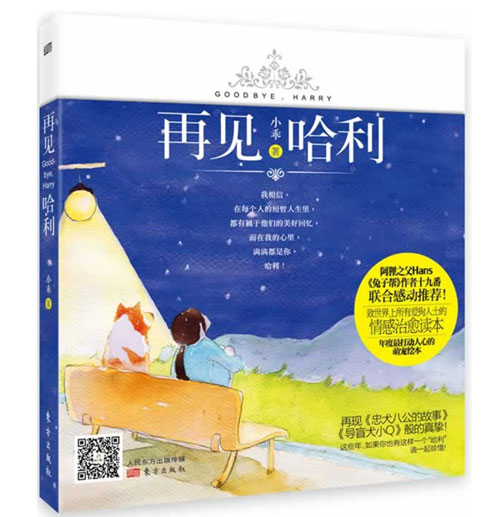 GOODBYE, HARRY
再见哈利
小乖
著
我相信，
在每个人的短暂人生里，
都有属于他们的美好回忆，
而在我的心里，
满满都是你，
哈利！
阿狸之父Hans
《兔子帮》作者十九番
联合感动推荐！
致世界上所有爱狗人士的
情感治愈读本
年度最打动人心的
萌宠绘本
再现《忠犬八公的故事》
《导盲犬小Q》般的真挚！
这些年，如果你也有这样一个“哈利”
请一起珍惜！
人民东方出版传媒
东方出版社
再见
Good-
bye,
Harry
哈利
小乖
著
东方出版社